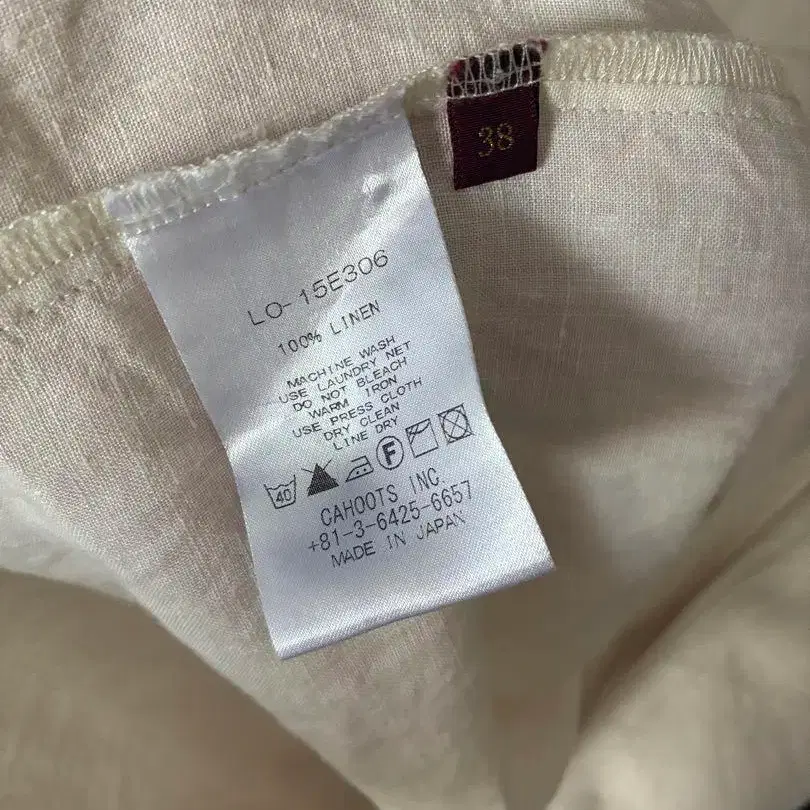 38
LO-15E306
100% LINEN
MACHINE WASH
USE LAUNDRY NET
DO NOT BLEACH
WARM IRON
USE PRESS CLOTH
DRY CLEAN
LINE DRY
40 F
CAHOOTS INC.
+81-3-6425-6657
MADE IN JAPAN